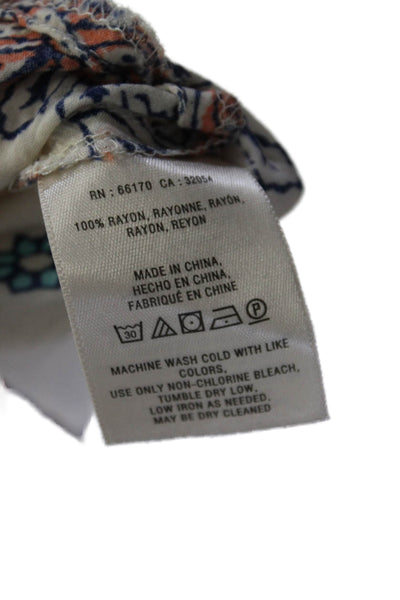 RN : 66170 CA : 32054
100% RAYON, RAYONNE, RAYÓN,
RAYON, REYON
MADE IN CHINA,
HECHO EN CHINA,
FABRIQUÉ EN CHINE
30 P
MACHINE WASH COLD WITH LIKE
COLORS,
USE ONLY NON-CHLORINE BLEACH,
TUMBLE DRY LOW,
LOW IRON AS NEEDED.
MAY BE DRY CLEANED